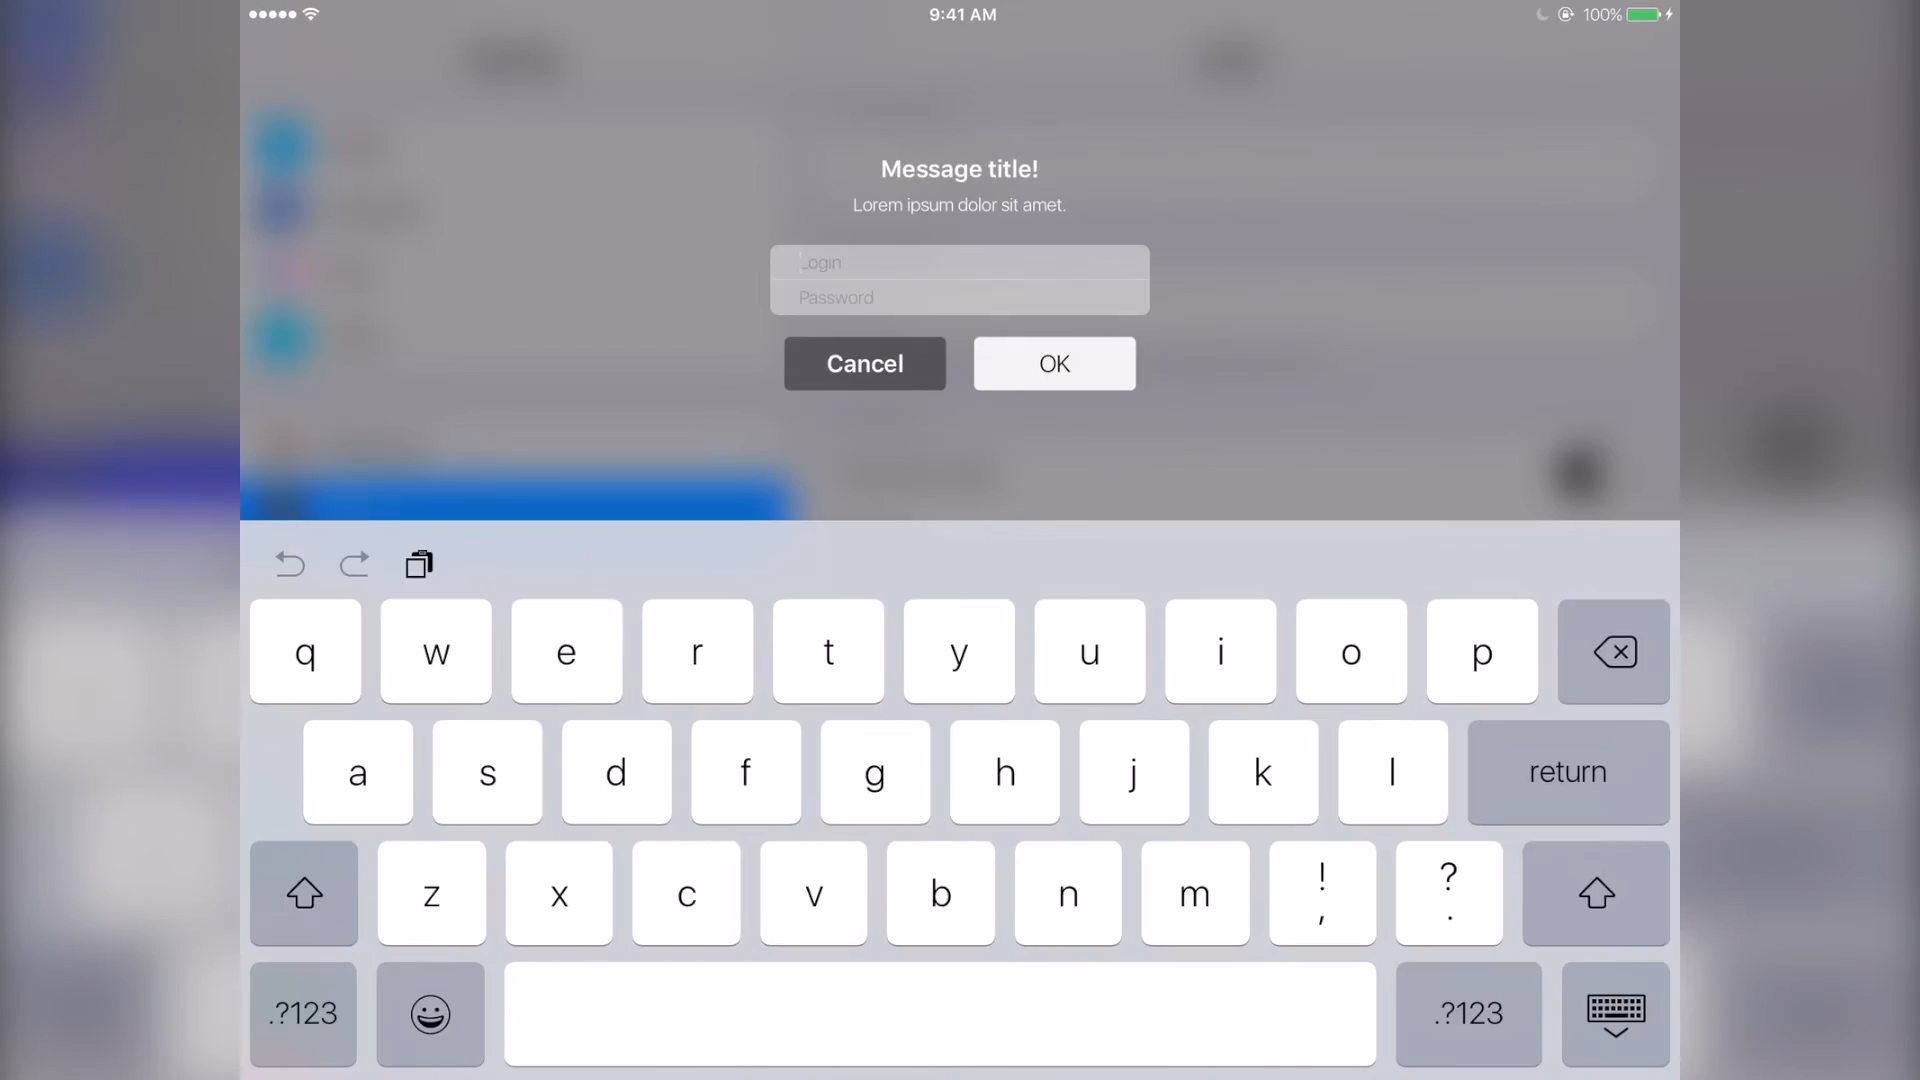 9:41 AM
100%
Message title!
Lorem ipsum dolor sit amet.
Login
Password
Cancel
OK
q w e r t y u i o p
a s d f g h j k l return
z x c v b n m ! , ? .
.?123 .?123